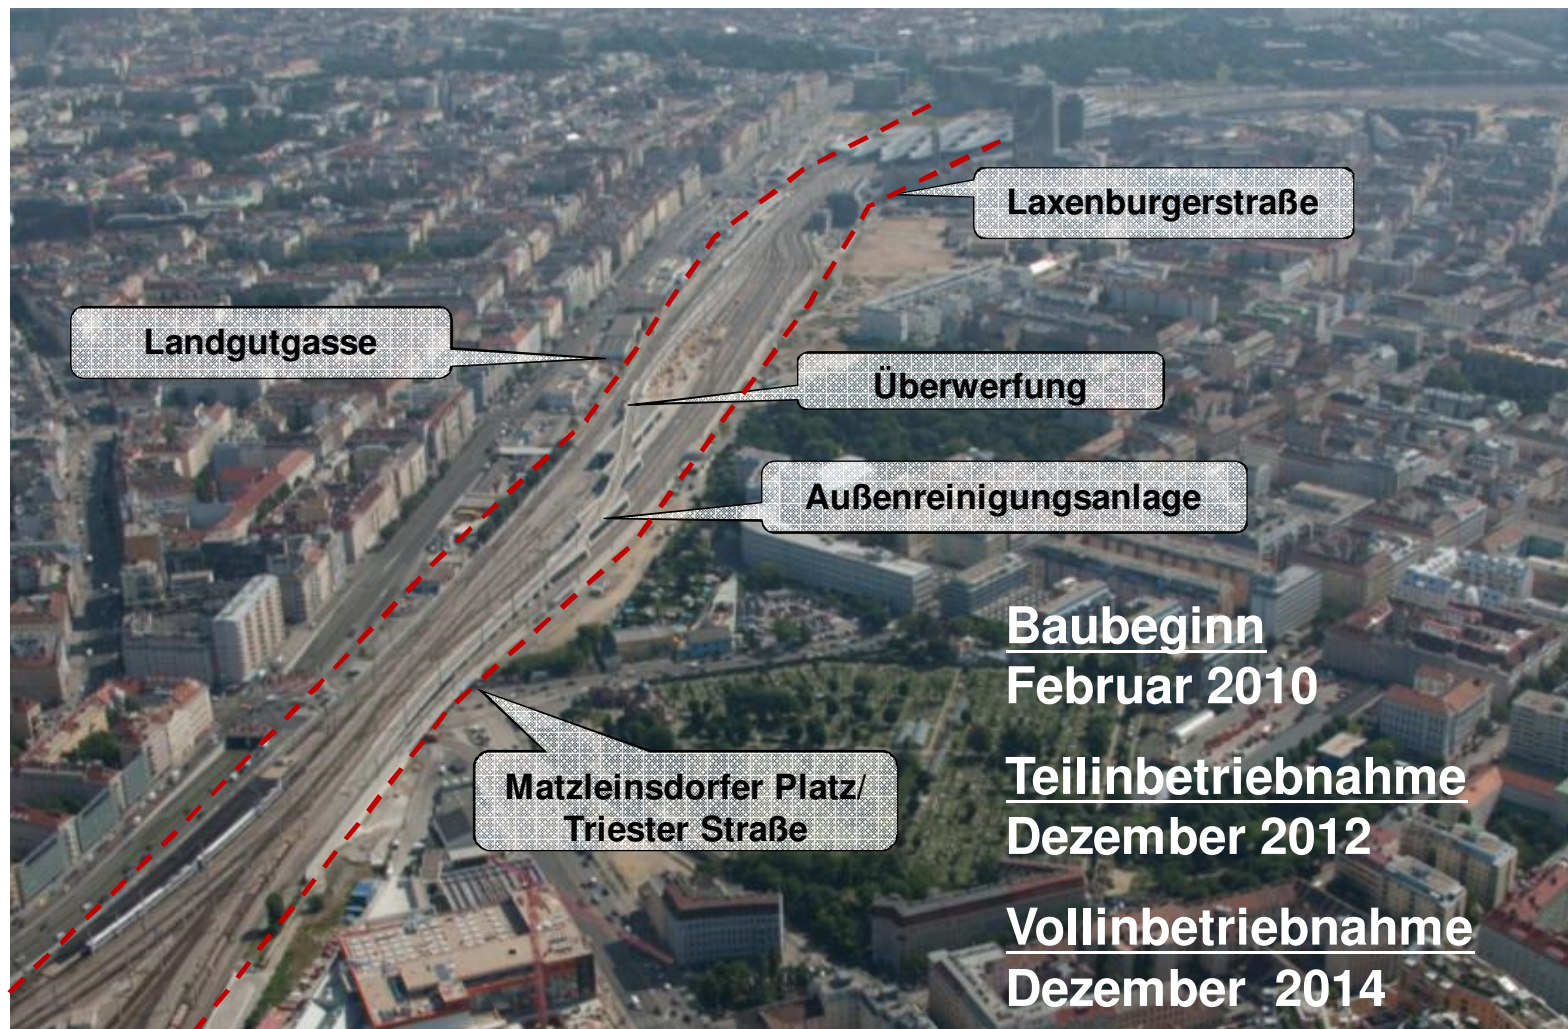 Laxenburgerstraße
Landgutgasse
Überwerfung
Außenreinigungsanlage
Matzleinsdorfer Platz/
Triester Straße
Baubeginn
Februar 2010
Teilinbetriebnahme
Dezember 2012
Vollinbetriebnahme
Dezember 2014